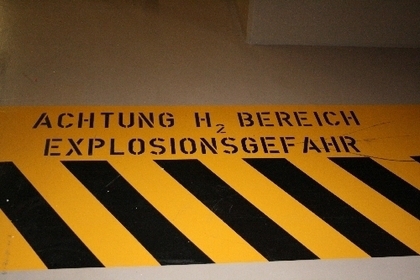 ACHTUNG H₂ BEREICH
EXPLOSIONSGEFAHR